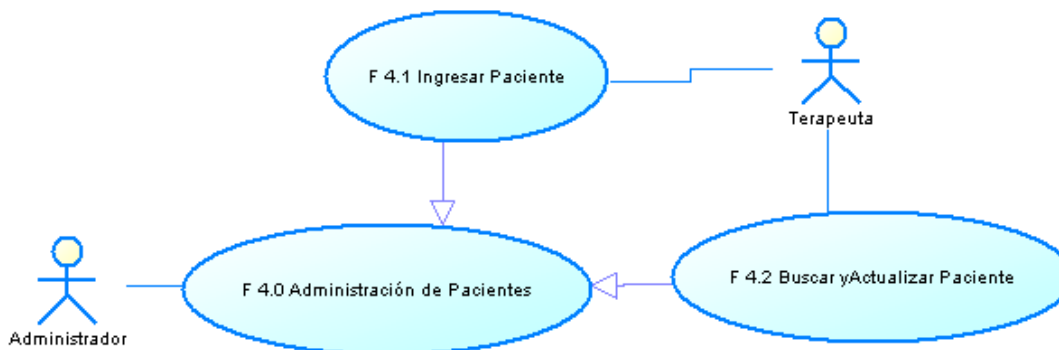 F 4.1 Ingresar Paciente
Terapeuta
F 4.0 Administración de Pacientes
F 4.2 Buscar yActualizar Paciente
Administrador